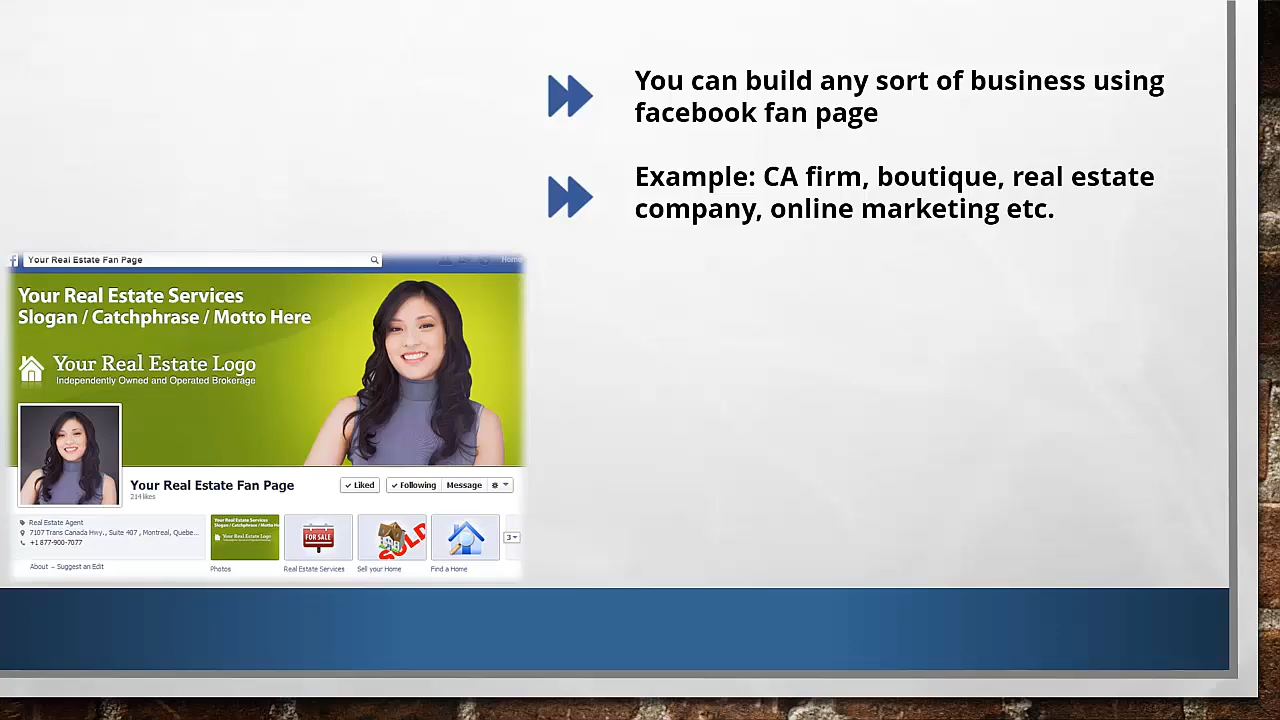 You can build any sort of business using
facebook fan page
Example: CA firm, boutique, real estate
company, online marketing etc.
f Your Real Estate Fan Page
Home
Your Real Estate Services
Slogan / Catchphrase / Motto Here
Your Real Estate Logo
Independently Owned and Operated Brokerage
Your Real Estate Fan Page
214 likes
Liked
Following
Message
Real Estate Agent
7107 Trans Canada Hwy., Suite 407 , Montreal, Quebe...
+1 877-900-7077
About – Suggest an Edit
Your Real Estate Services
Slogan / Catchphrase / Motto He
Your Real Estate Logo
FOR SALE
SOLD
3
Photos
Real Estate Services
Sell your Home
Find a Home